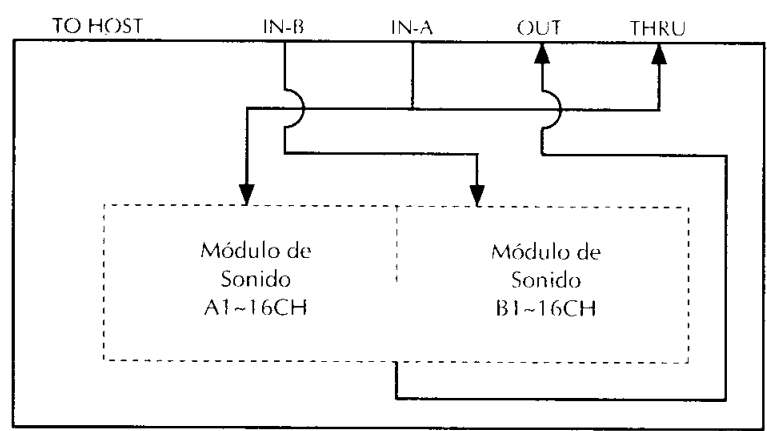 TO HOST IN-B IN-A OUT THRU
Módulo de
Sonido
A1~16CH
Módulo de
Sonido
B1~16CH